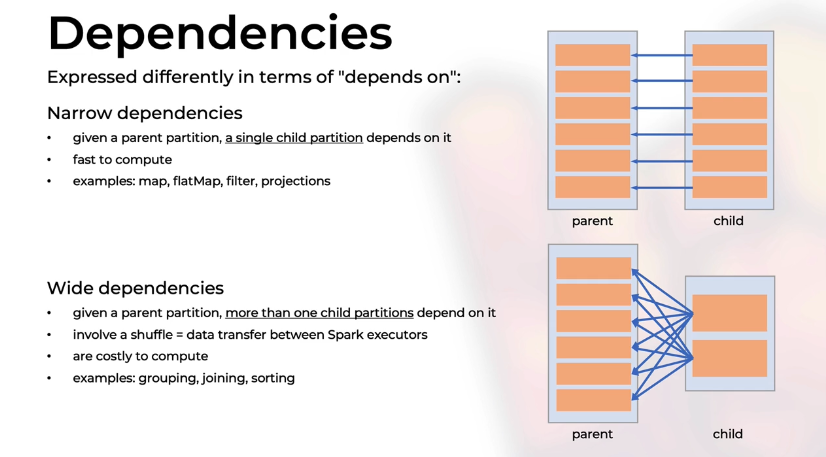 Dependencies
Expressed differently in terms of "depends on":
Narrow dependencies
• given a parent partition, a single child partition depends on it
• fast to compute
• examples: map, flatMap, filter, projections
parent child
Wide dependencies
• given a parent partition, more than one child partitions depend on it
• involve a shuffle = data transfer between Spark executors
• are costly to compute
• examples: grouping, joining, sorting
parent child